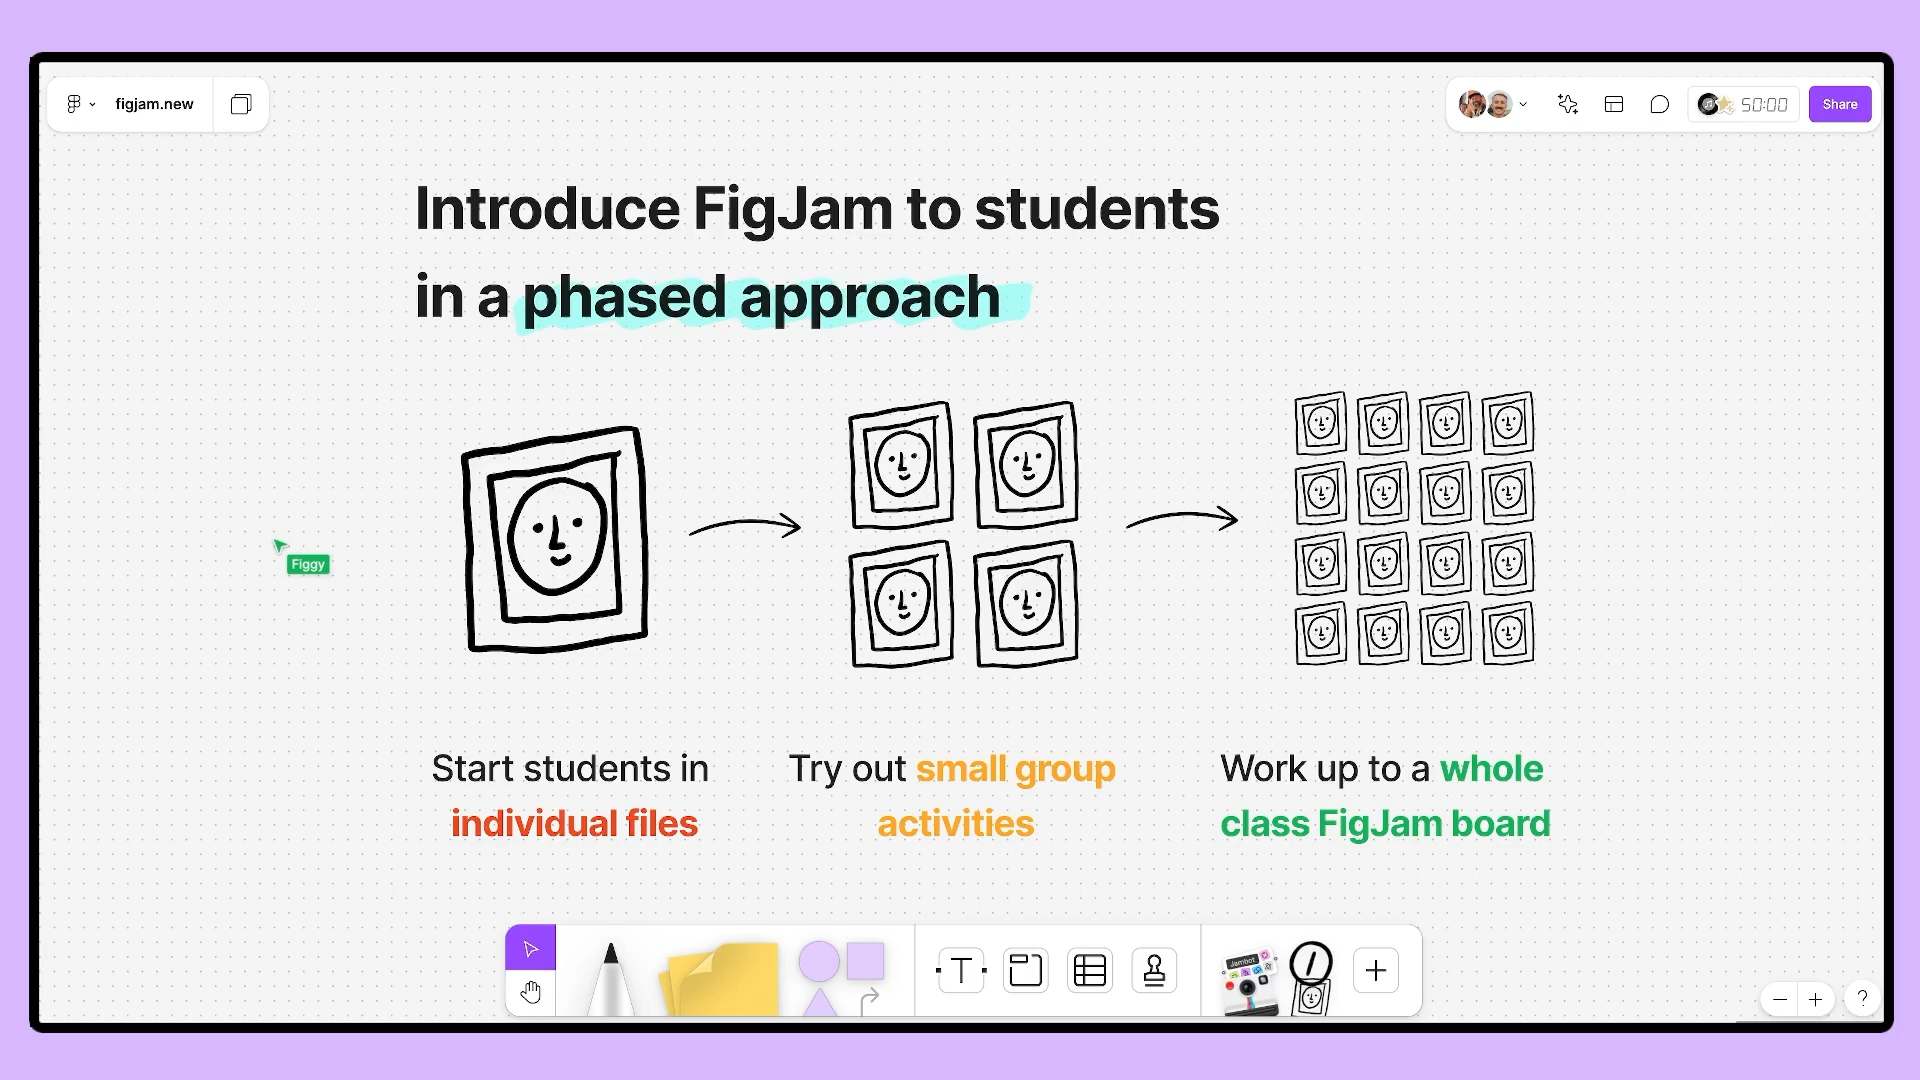 figjam.new
50:00
Share
Introduce FigJam to students
in a phased approach
Figgy
Start students in
individual files
Try out small group
activities
Work up to a whole
class FigJam board
T
Jambot
?